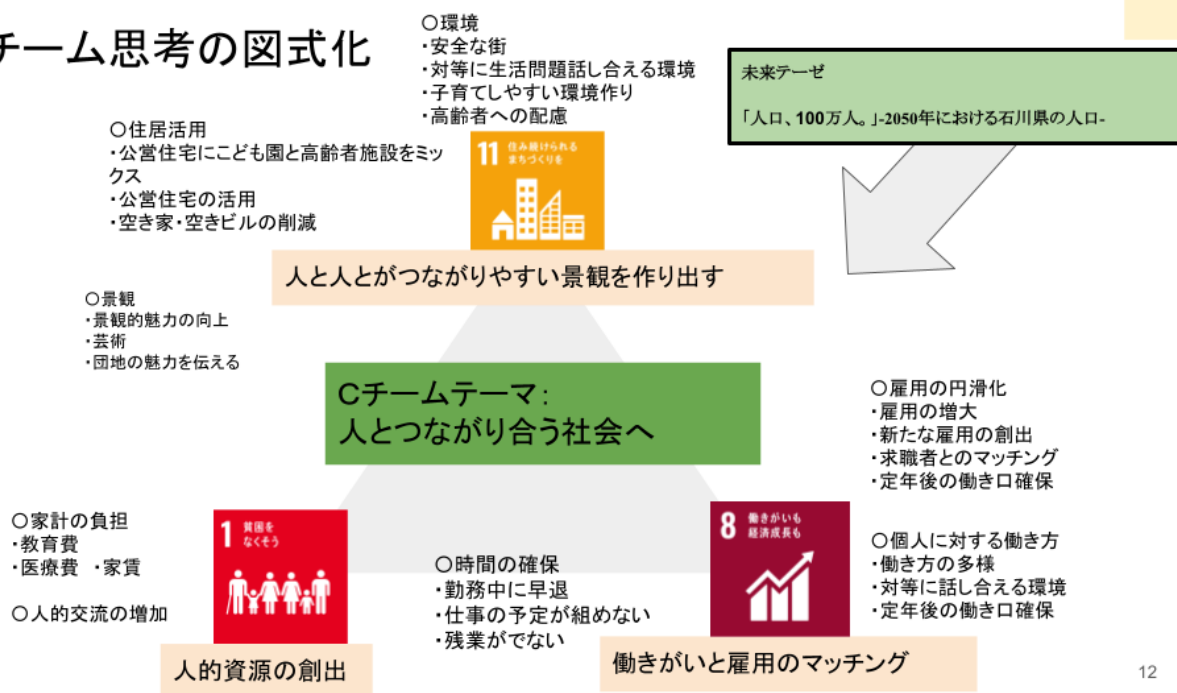 チーム思考の図式化
〇環境
・安全な街
・対等に生活問題話し合える環境
・子育てしやすい環境作り
・高齢者への配慮
未来テーゼ
「人口、100万人。」-2050年における石川県の人口-
〇住居活用
・公営住宅にこども園と高齢者施設をミッ
クス
・公営住宅の活用
・空き家・空きビルの削減
11 住み続けられる
まちづくりを
人と人とがつながりやすい景観を作り出す
〇景観
・景観的魅力の向上
・芸術
・団地の魅力を伝える
Cチームテーマ：
人とつながり合う社会へ
〇雇用の円滑化
・雇用の増大
・新たな雇用の創出
・求職者とのマッチング
・定年後の働き口確保
〇家計の負担
・教育費
・医療費 ・家賃
〇人的交流の増加
1 貧困を
なくそう
人的資源の創出
〇時間の確保
・勤務中に早退
・仕事の予定が組めない
・残業がでない
8 働きがいも
経済成長も
働きがいと雇用のマッチング
〇個人に対する働き方
・働き方の多様
・対等に話し合える環境
・定年後の働き口確保
12